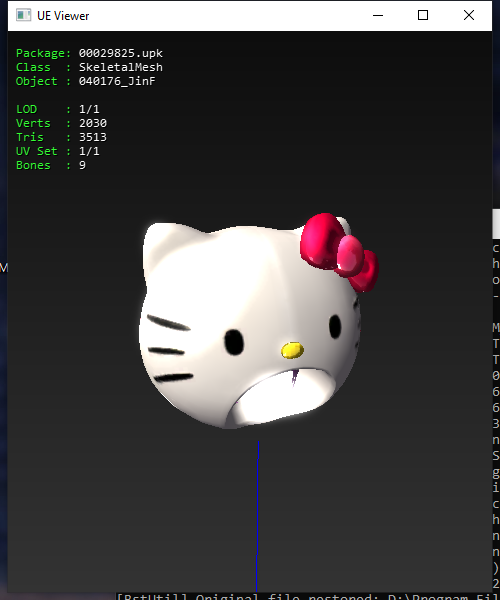 UE Viewer
Package: 00029825.upk
Class : SkeletalMesh
Object : 040176_JinF
LOD : 1/1
Verts : 2030
Tris : 3513
UV Set : 1/1
Bones : 9
[BstUtil] Original file restored: D:\Program Fil